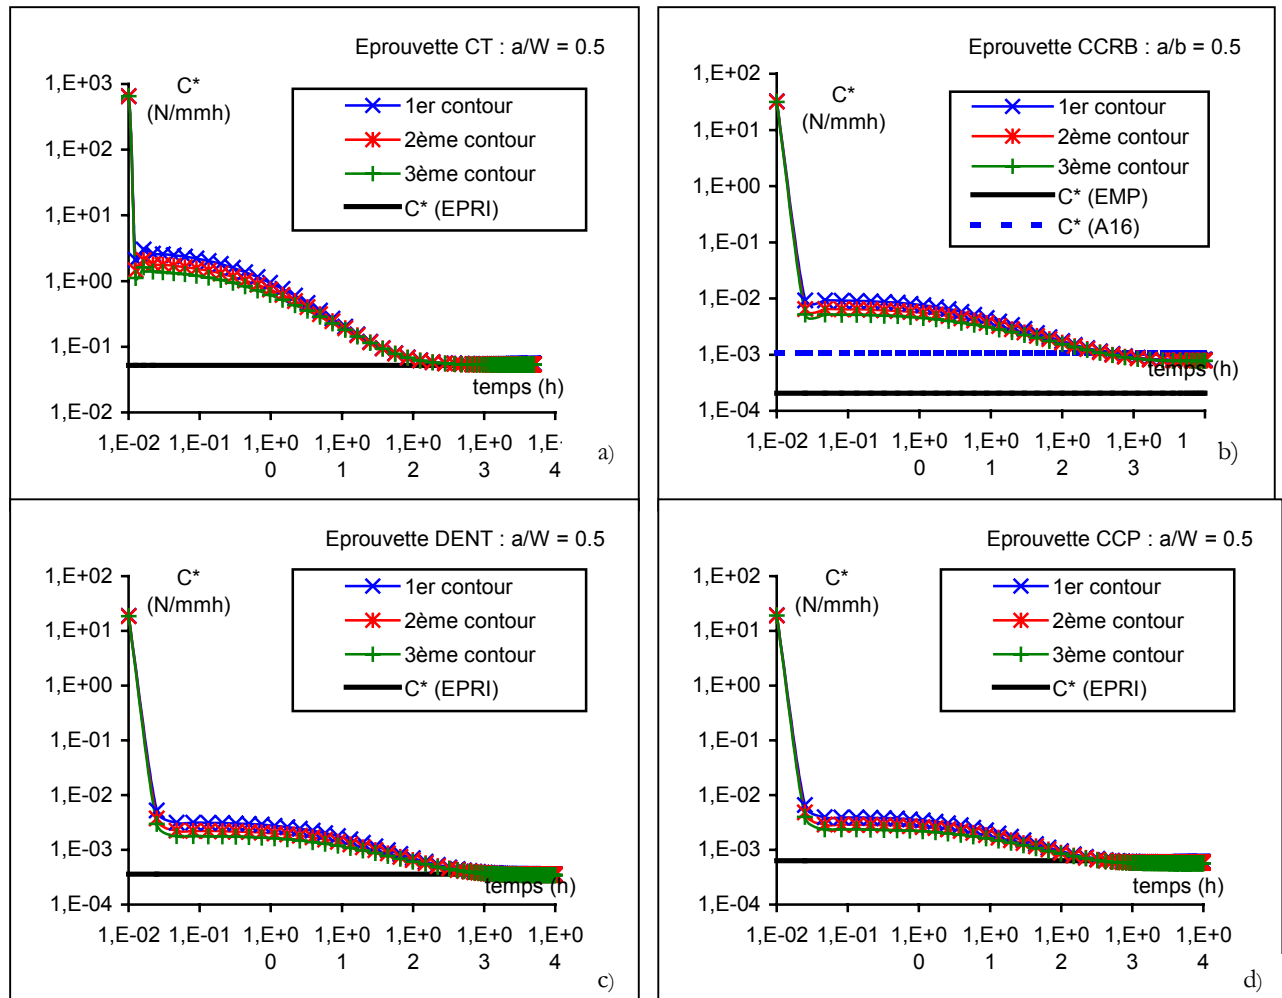 Eprouvette CT : a/W = 0.5
C*
(N/mmh)
1er contour
2ème contour
3ème contour
C* (EPRI)
1,E+03
1,E+02
1,E+01
1,E+00
1,E-01
1,E-02
temps (h)
1,E-02 1,E-01 1,E+0 1,E+0 1,E+0 1,E+0 1,E-
0 1 2 3 4
a)
Eprouvette CCRB : a/b = 0.5
C*
(N/mmh)
1er contour
2ème contour
3ème contour
C* (EMP)
C* (A16)
1,E+02
1,E+01
1,E+00
1,E-01
1,E-02
1,E-03
1,E-04
temps (h)
1,E-02 1,E-01 1,E+0 1,E+0 1,E+0 1,E+0 1
0 1 2 3
b)
Eprouvette DENT : a/W = 0.5
C*
(N/mmh)
1er contour
2ème contour
3ème contour
C* (EPRI)
1,E+02
1,E+01
1,E+00
1,E-01
1,E-02
1,E-03
1,E-04
temps (h)
1,E-02 1,E-01 1,E+0 1,E+0 1,E+0 1,E+0 1,E+0
0 1 2 3 4
c)
Eprouvette CCP : a/W = 0.5
C*
(N/mmh)
1er contour
2ème contour
3ème contour
C* (EPRI)
1,E+02
1,E+01
1,E+00
1,E-01
1,E-02
1,E-03
1,E-04
temps (h)
1,E-02 1,E-01 1,E+0 1,E+0 1,E+0 1,E+0 1,E+0
0 1 2 3 4
d)